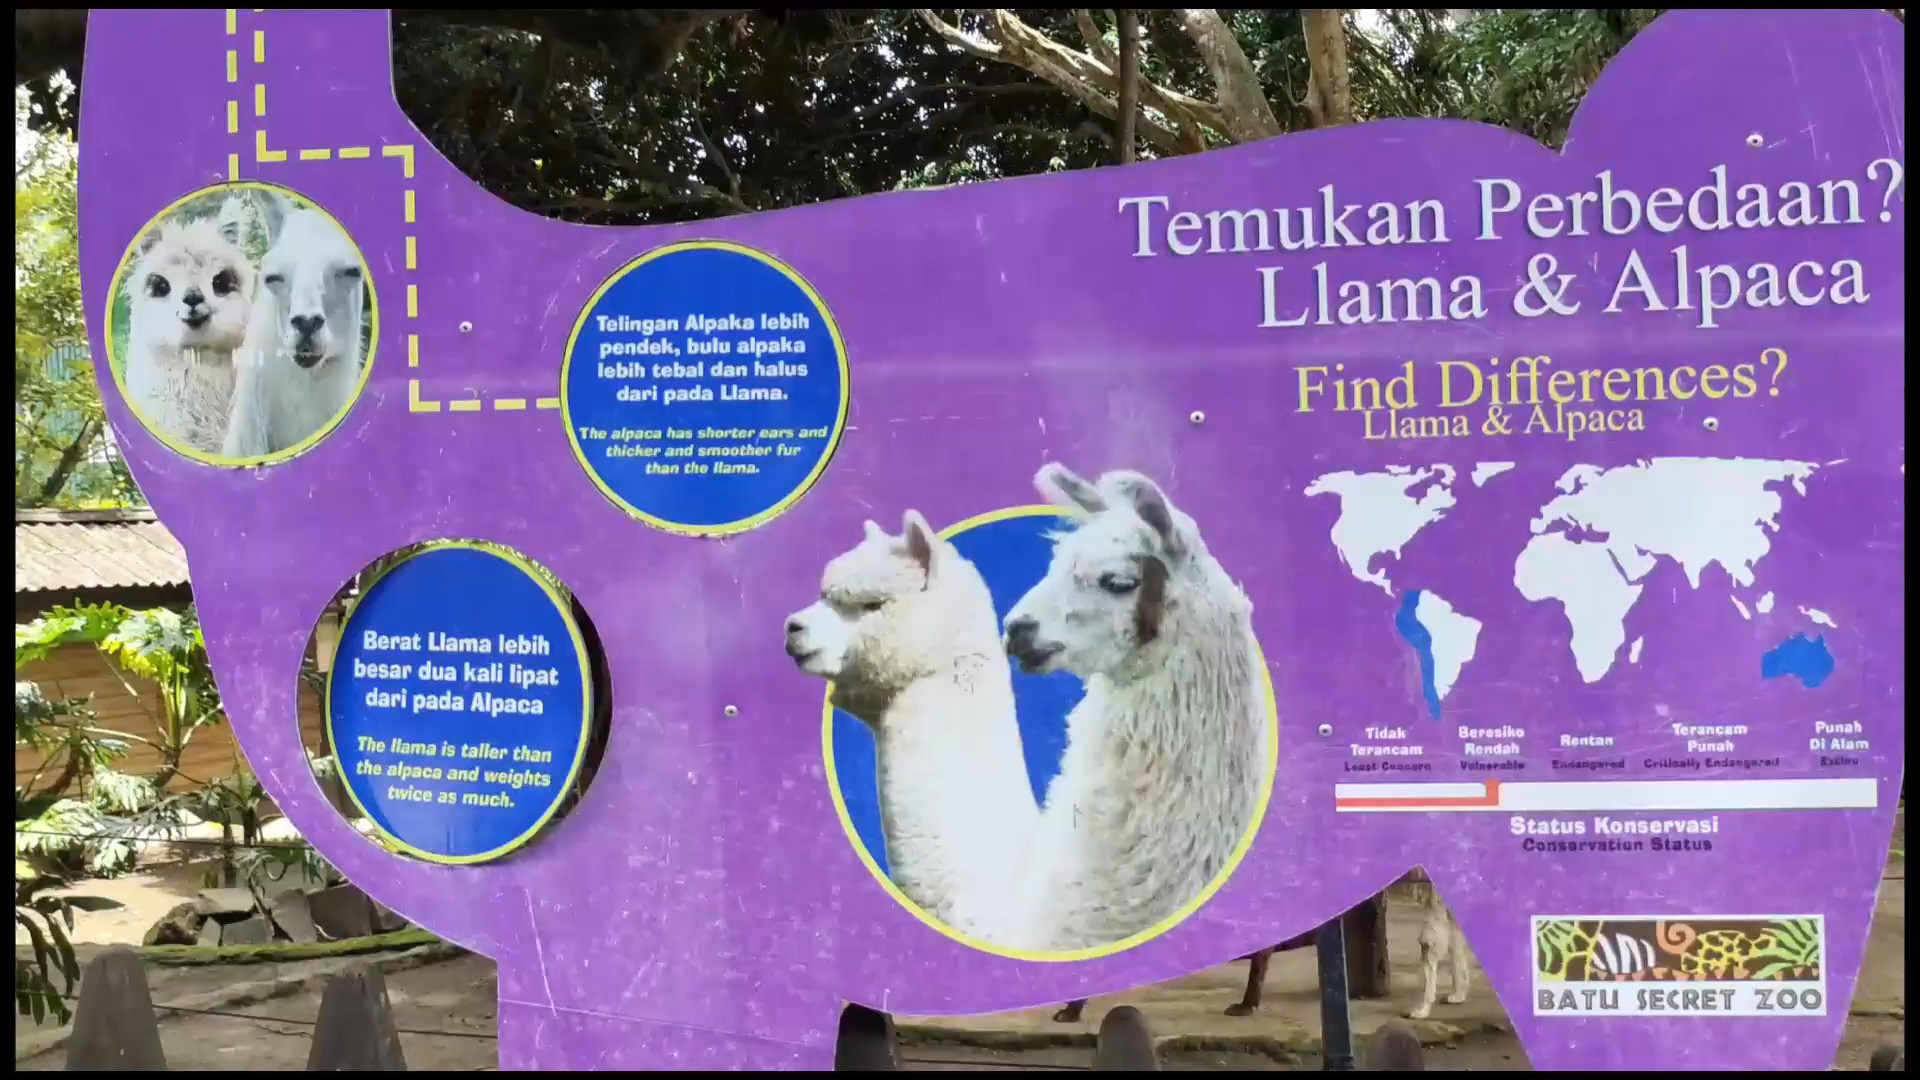 Temukan Perbedaan?
Llama & Alpaca
Find Differences?
Llama & Alpaca
Telingan Alpaka lebih
pendek, bulu alpaka
lebih tebal dan halus
dari pada Llama.
The alpaca has shorter ears and
thicker and smoother fur
than the llama.
Berat Llama lebih
besar dua kali lipat
dari pada Alpaca
The llama is taller than
the alpaca and weights
twice as much.
Tidak Terancam
Least Concern
Beresiko Rendah
Vulnerable
Rentan
Endangered
Terancam Punah
Critically Endangered
Punah Di Alam
Status Konservasi
Conservation Status
BATU SECRET ZOO